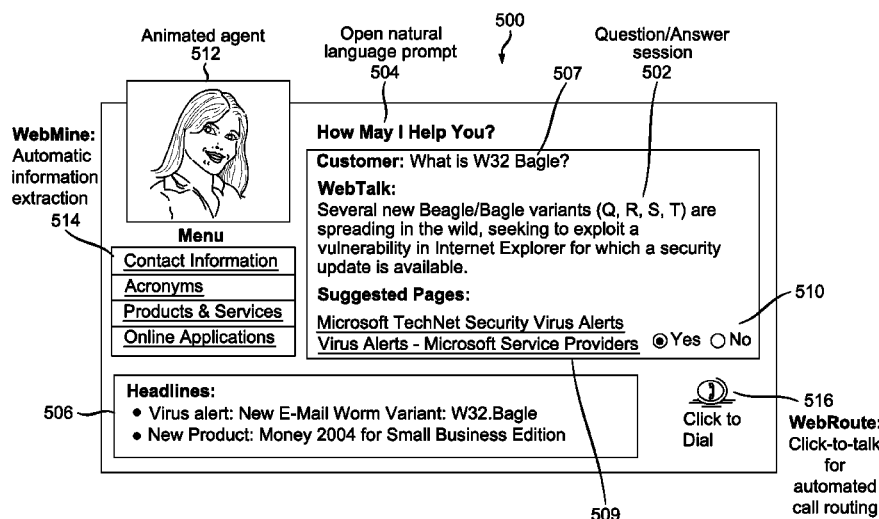 Animated agent
512
Open natural
language prompt
504
500
Question/Answer
session
502
507
WebMine:
Automatic
information
extraction
514
How May I Help You?
Customer: What is W32 Bagle?
WebTalk:
Several new Beagle/Bagle variants (Q, R, S, T) are
spreading in the wild, seeking to exploit a
vulnerability in Internet Explorer for which a security
update is available.
Suggested Pages:
Microsoft TechNet Security Virus Alerts
Virus Alerts - Microsoft Service Providers
Yes No
510
Menu
Contact Information
Acronyms
Products & Services
Online Applications
506
Headlines:
• Virus alert: New E-Mail Worm Variant: W32.Bagle
• New Product: Money 2004 for Small Business Edition
Click to
Dial
516
WebRoute:
Click-to-talk
for
automated
call routing
509